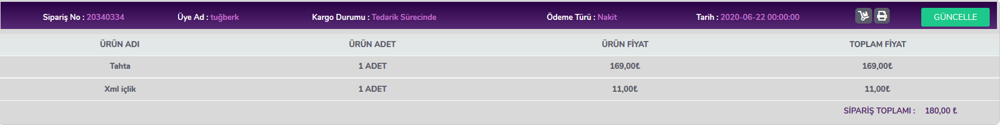 Sipariş No : 20340334 Üye Ad : tuğberk Kargo Durumu : Tedarik Sürecinde Ödeme Türü : Nakit Tarih : 2020-06-22 00:00:00 GÜNCELLE
ÜRÜN ADI ÜRÜN ADET ÜRÜN FİYAT TOPLAM FİYAT
Tahta 1 ADET 169,00₺ 169,00₺
Xml içlik 1 ADET 11,00₺ 11,00₺
SİPARİŞ TOPLAMI : 180,00 ₺